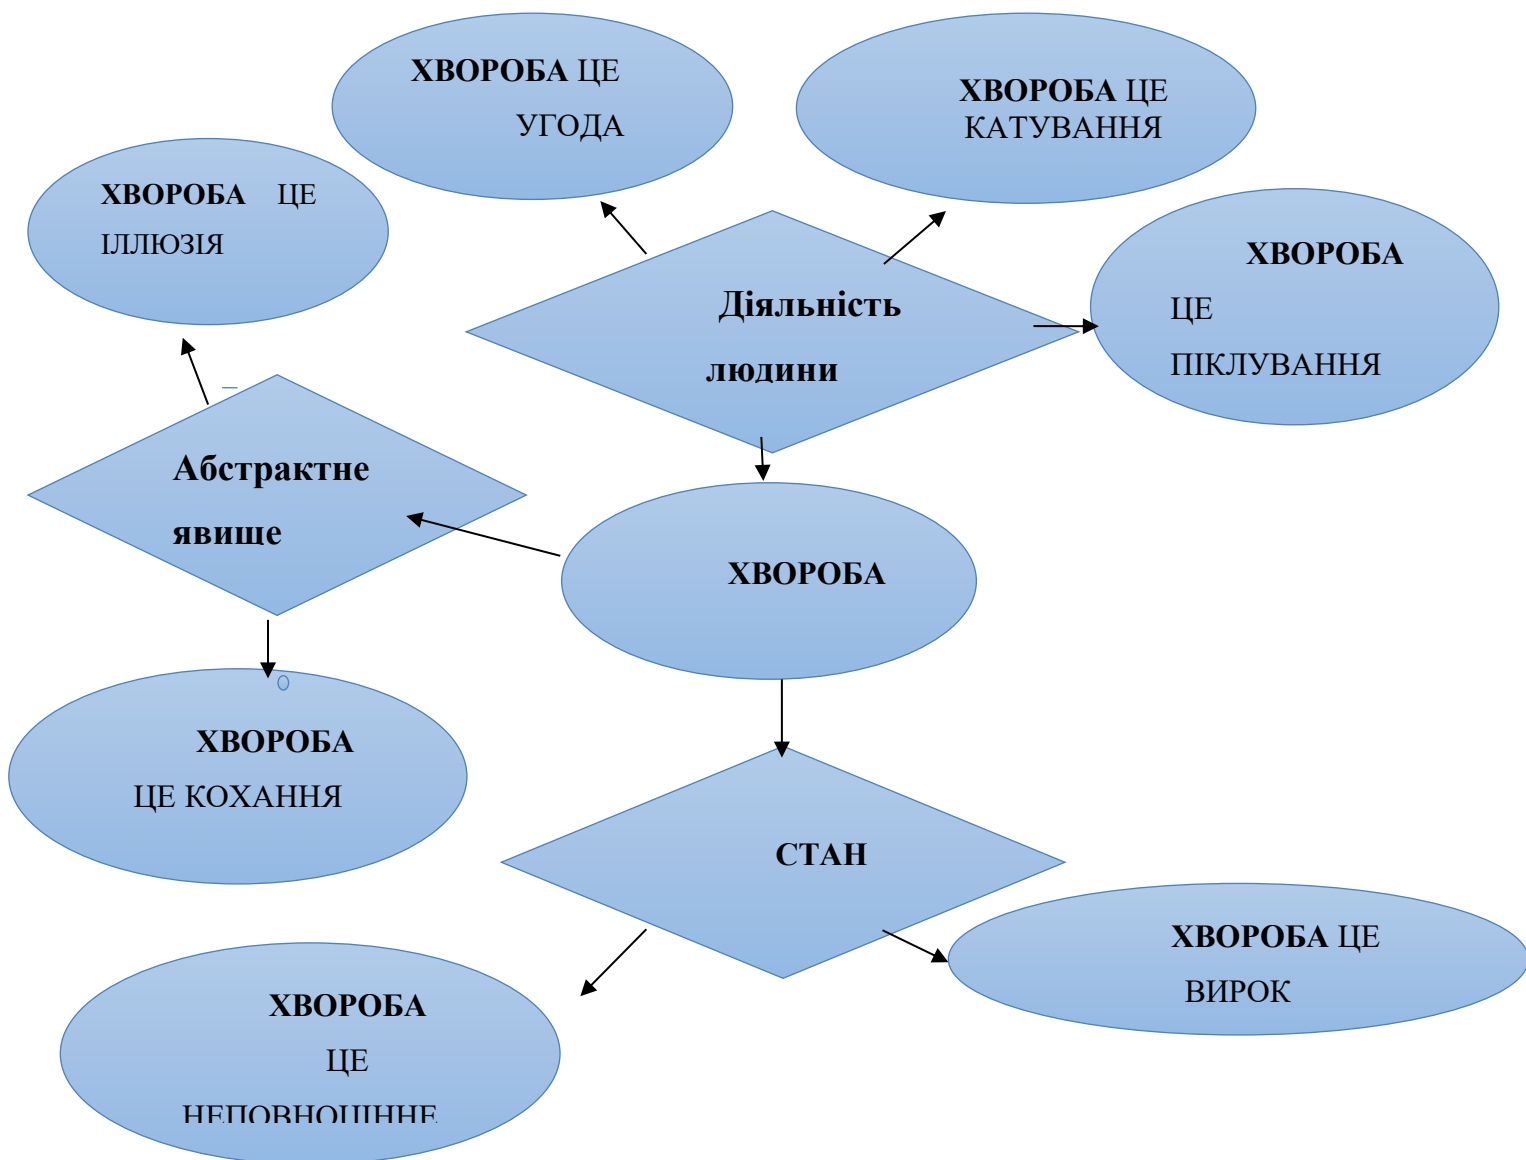 ХВОРОБА ЦЕ
УГОДА
ХВОРОБА ЦЕ
КАТУВАННЯ
ХВОРОБА ЦЕ
ІЛЛЮЗІЯ
ХВОРОБА
ЦЕ
ПІКЛУВАННЯ
Діяльність
людини
Абстрактне
явище
ХВОРОБА
ХВОРОБА
ЦЕ КОХАННЯ
СТАН
ХВОРОБА ЦЕ
ВИРОК
ХВОРОБА
ЦЕ
НЕПОВНОЦІННЕ